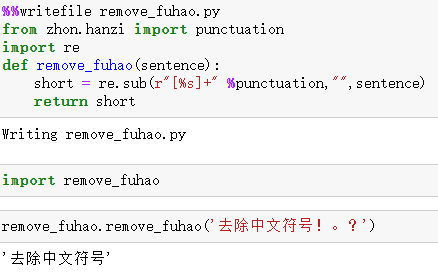 %%writefile remove_fuhao.py
from zhon.hanzi import punctuation
import re
def remove_fuhao(sentence):
    short = re.sub(r"[%s]+" %punctuation,"",sentence)
    return short
Writing remove_fuhao.py
import remove_fuhao
remove_fuhao.remove_fuhao('去除中文符号！。？')
'去除中文符号'